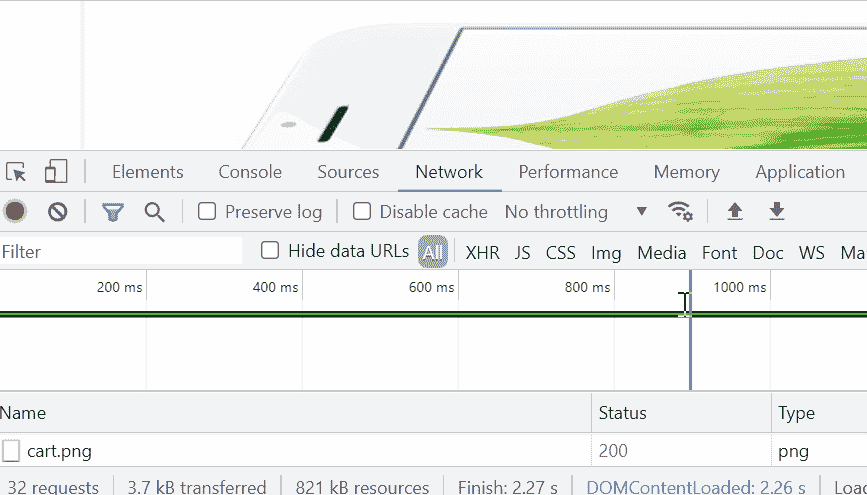 Elements Console Sources Network Performance Memory Application
Preserve log Disable cache No throttling
Filter Hide data URLs All XHR JS CSS Img Media Font Doc WS Ma
200 ms 400 ms 600 ms 800 ms 1000 ms
Name Status Type
cart.png 200 png
32 requests 3.7 kB transferred 821 kB resources Finish: 2.27 s DOMContentLoaded: 2.26 s Loac